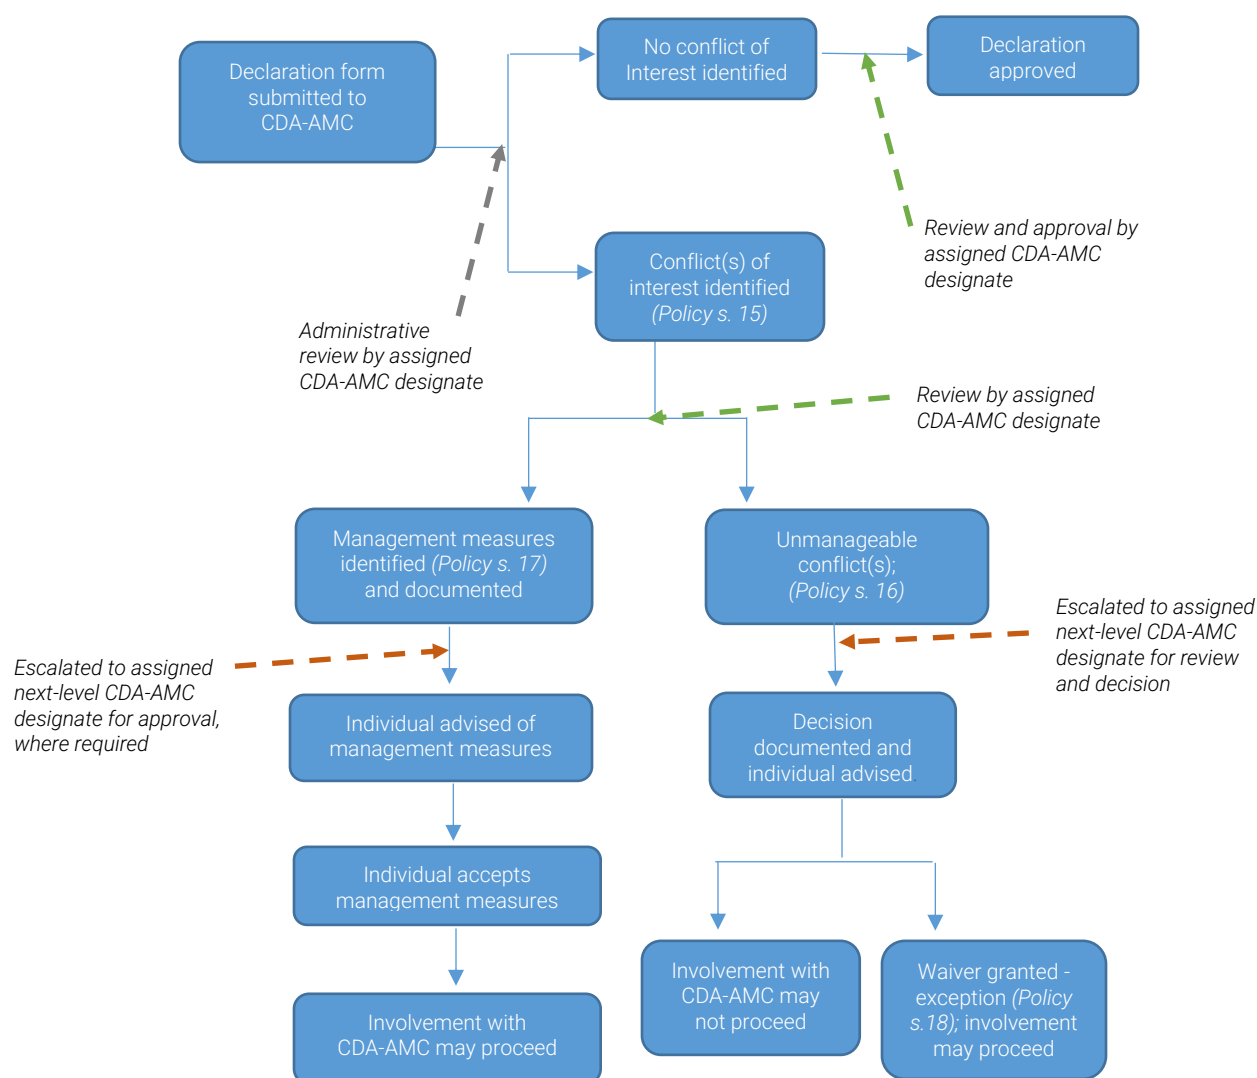 Declaration form
submitted to
CDA-AMC
No conflict of
Interest identified
Declaration
approved
Review and approval by
assigned CDA-AMC
designate
Conflict(s) of
interest identified
(Policy s. 15)
Administrative
review by assigned
CDA-AMC designate
Review by assigned
CDA-AMC designate
Management measures
identified (Policy s. 17)
and documented
Unmanageable
conflict(s);
(Policy s. 16)
Escalated to assigned
next-level CDA-AMC
designate for approval,
where required
Escalated to assigned
next-level CDA-AMC
designate for review
and decision
Individual advised of
management measures
Decision
documented and
individual advised.
Individual accepts
management measures
Involvement with
CDA-AMC may proceed
Involvement with
CDA-AMC may
not proceed
Waiver granted -
exception (Policy
s.18); involvement
may proceed